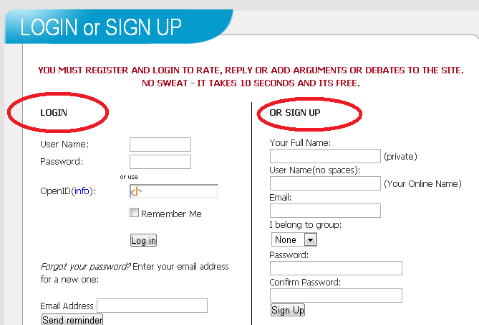 LOGIN or SIGN UP
YOU MUST REGISTER AND LOGIN TO RATE, REPLY OR ADD ARGUMENTS OR DEBATES TO THE SITE.
NO SWEAT - IT TAKES 10 SECONDS AND ITS FREE.
LOGIN
User Name:
Password:
or use
OpenID(info):
Remember Me
Log in
Forgot your password? Enter your email address
for a new one:
Email Address
Send reminder
OR SIGN UP
Your Full Name:
(private)
User Name(no spaces):
(Your Online Name)
Email:
I belong to group:
None
Password:
Confirm Password:
Sign Up